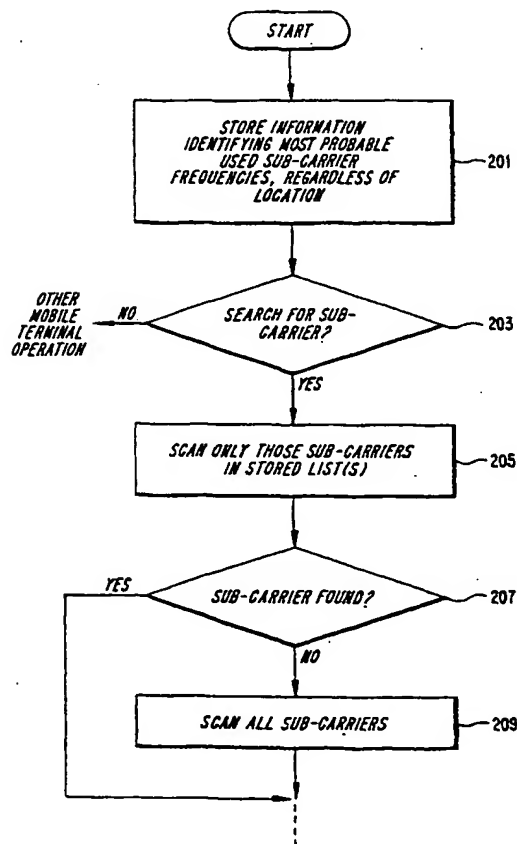 START
STORE INFORMATION
IDENTIFYING MOST PROBABLE
USED SUB-CARRIER
FREQUENCIES, REGARDLESS OF
LOCATION
201
OTHER
MOBILE
TERMINAL
OPERATION
NO
SEARCH FOR SUB-
CARRIER?
203
YES
SCAN ONLY THOSE SUB-CARRIERS
IN STORED LIST(S)
205
YES
SUB-CARRIER FOUND?
207
NO
SCAN ALL SUB-CARRIERS
209